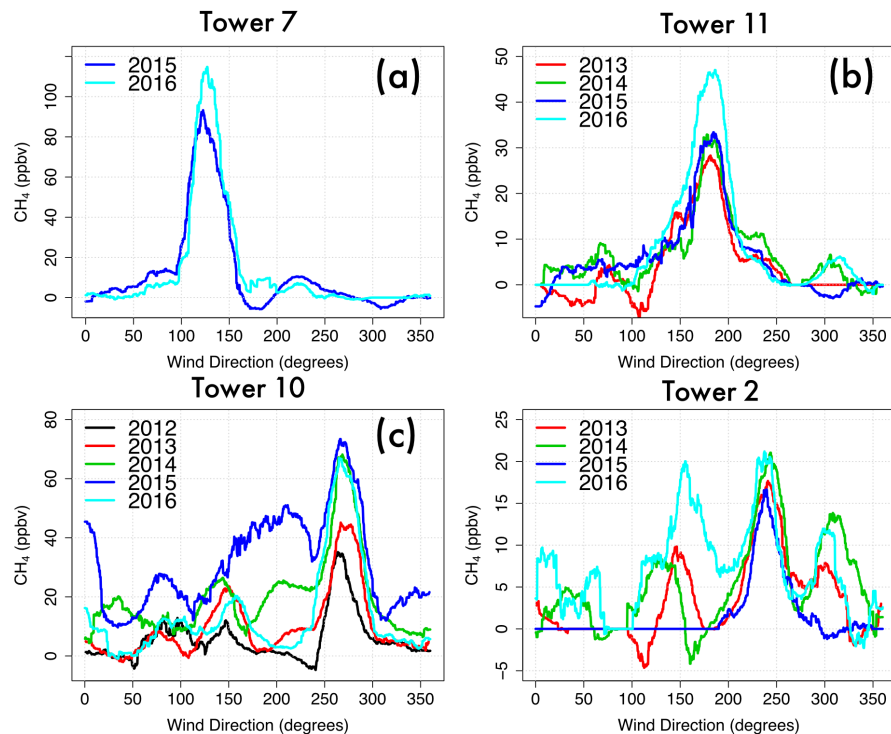 Tower 7
(a)
2015
2016
CH4 (ppbv)
0 20 40 60 80 100
0 50 100 150 200 250 300 350
Wind Direction (degrees)
Tower 11
(b)
2013
2014
2015
2016
CH4 (ppbv)
0 10 20 30 40 50
0 50 100 150 200 250 300 350
Wind Direction (degrees)
Tower 10
(c)
2012
2013
2014
2015
2016
CH4 (ppbv)
0 20 40 60 80
0 50 100 150 200 250 300 350
Wind Direction (degrees)
Tower 2
(d)
2013
2014
2015
2016
CH4 (ppbv)
−5 0 5 10 15 20 25
0 50 100 150 200 250 300 350
Wind Direction (degrees)